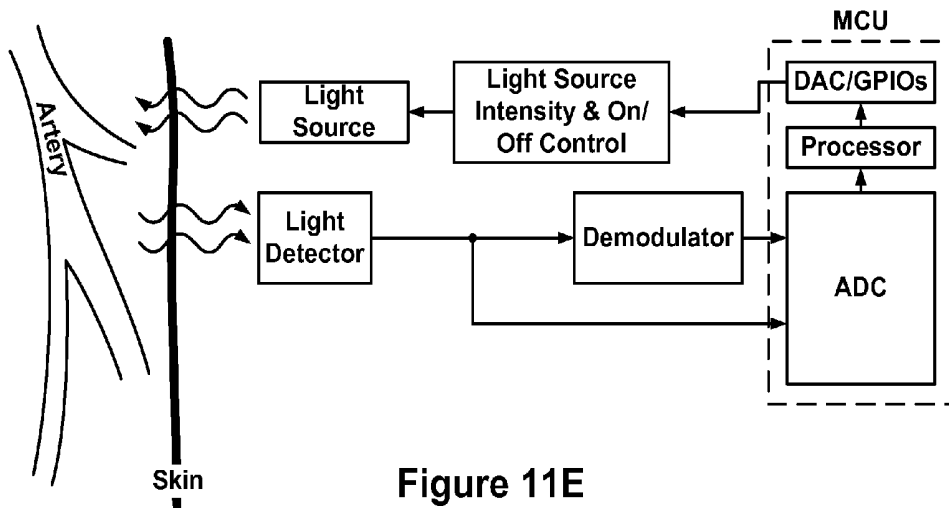 MCU
Light
Source
Light Source
Intensity & On/
Off Control
DAC/GPIOs
Processor
Artery
Light
Detector
Demodulator
ADC
Skin
Figure 11E